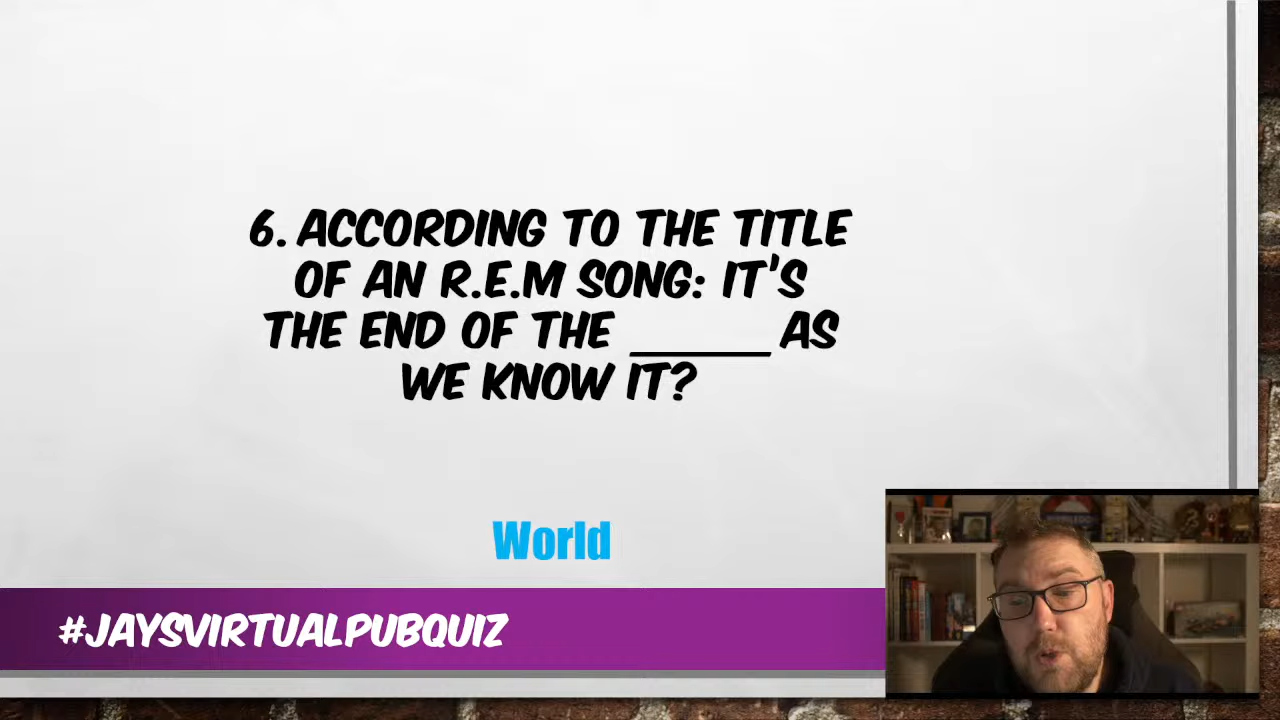 6. ACCORDING TO THE TITLE
OF AN R.E.M SONG: IT'S
THE END OF THE ______ AS
WE KNOW IT?
World
#JAYSVIRTUALPUBQUIZ